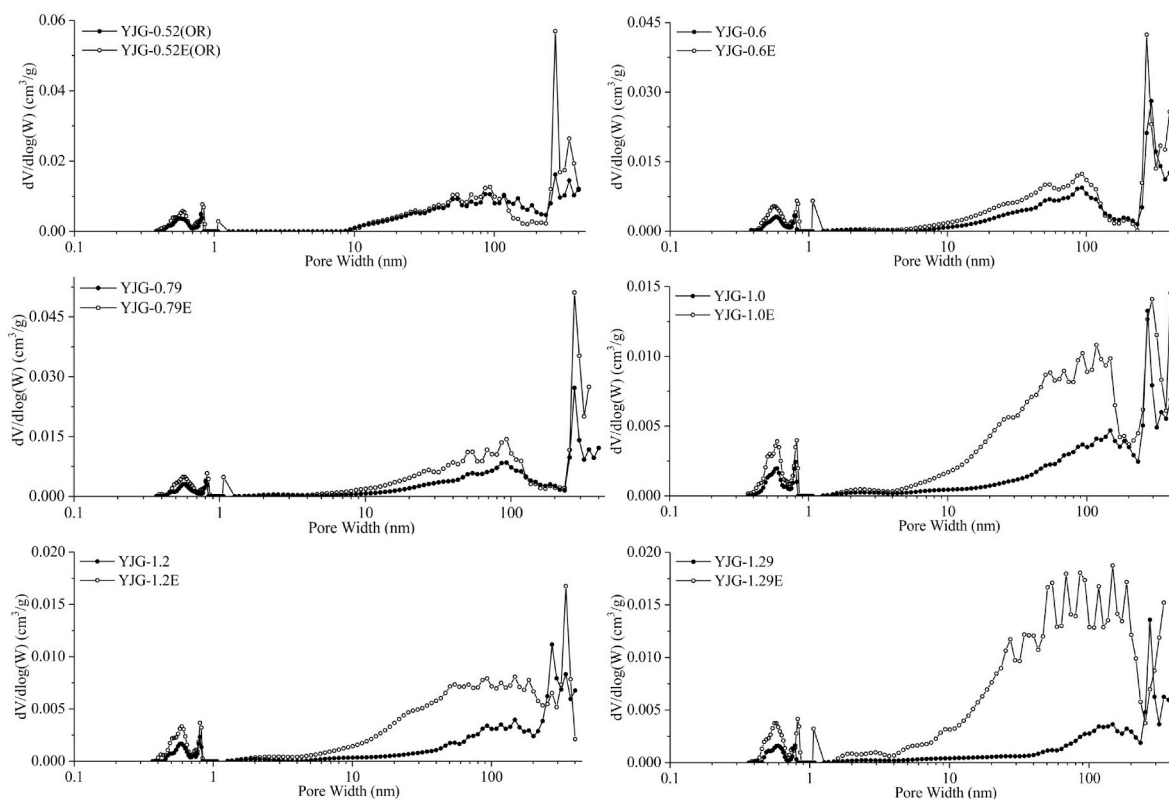 YJG-0.52(OR)
YJG-0.52E(OR)
dV/dlog(W) (cm³/g)
0.06
0.04
0.02
0.00
0.1 1 10 100
Pore Width (nm)
YJG-0.6
YJG-0.6E
dV/dlog(W) (cm³/g)
0.045
0.030
0.015
0.000
0.1 1 10 100
Pore Width (nm)
YJG-0.79
YJG-0.79E
dV/dlog(W) (cm³/g)
0.045
0.030
0.015
0.000
0.1 1 10 100
Pore Width (nm)
YJG-1.0
YJG-1.0E
dV/dlog(W) (cm³/g)
0.015
0.010
0.005
0.000
0.1 1 10 100
Pore Width (nm)
YJG-1.2
YJG-1.2E
dV/dlog(W) (cm³/g)
0.020
0.015
0.010
0.005
0.000
0.1 1 10 100
Pore Width (nm)
YJG-1.29
YJG-1.29E
dV/dlog(W) (cm³/g)
0.020
0.015
0.010
0.005
0.000
0.1 1 10 100
Pore Width (nm)